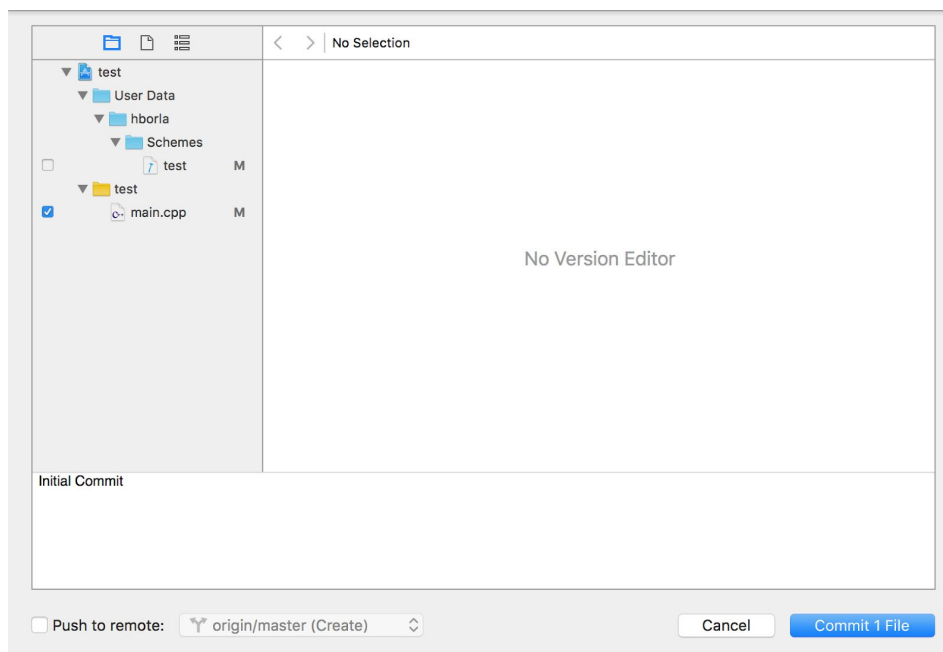 No Selection
test
User Data
hborla
Schemes
test M
test
main.cpp M
No Version Editor
Initial Commit
Push to remote: origin/master (Create) Cancel Commit 1 File